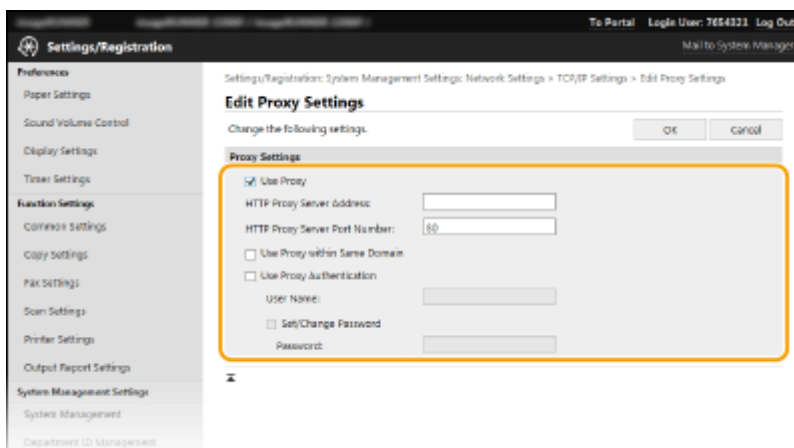 To Portal Login User: 7654321 Log Out
Settings/Registration
Mail to System Manager
Preferences
Paper Settings
Sound Volume Control
Display Settings
Timer Settings
Function Settings
Common Settings
Copy Settings
Fax Settings
Scan Settings
Printer Settings
Output Report Settings
System Management Settings
System Management
Department ID Management
Settings/Registration: System Management Settings: Network Settings > TCP/IP Settings > Edit Proxy Settings
Edit Proxy Settings
Change the following settings.
OK Cancel
Proxy Settings
Use Proxy
HTTP Proxy Server Address:
HTTP Proxy Server Port Number: 80
Use Proxy within Same Domain
Use Proxy Authentication
User Name:
Set/Change Password
Password: